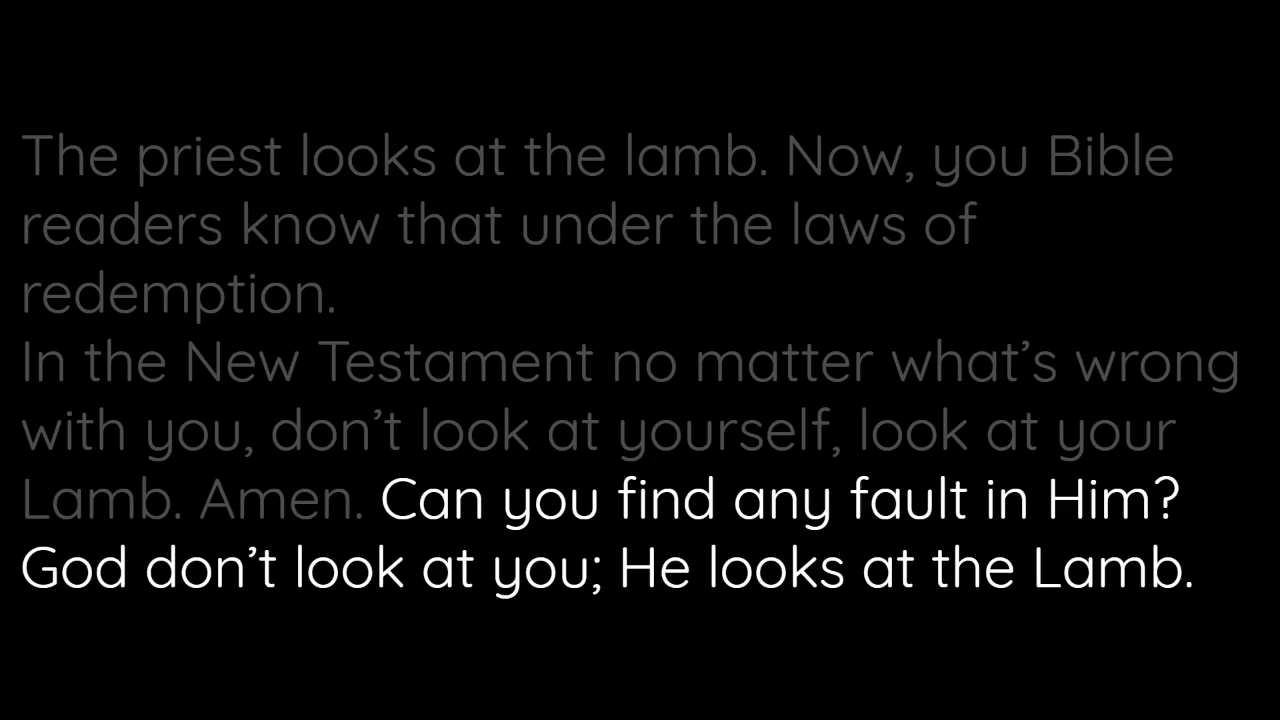 The priest looks at the lamb. Now, you Bible
readers know that under the laws of
redemption.
In the New Testament no matter what’s wrong
with you, don’t look at yourself, look at your
Lamb. Amen. Can you find any fault in Him?
God don’t look at you; He looks at the Lamb.